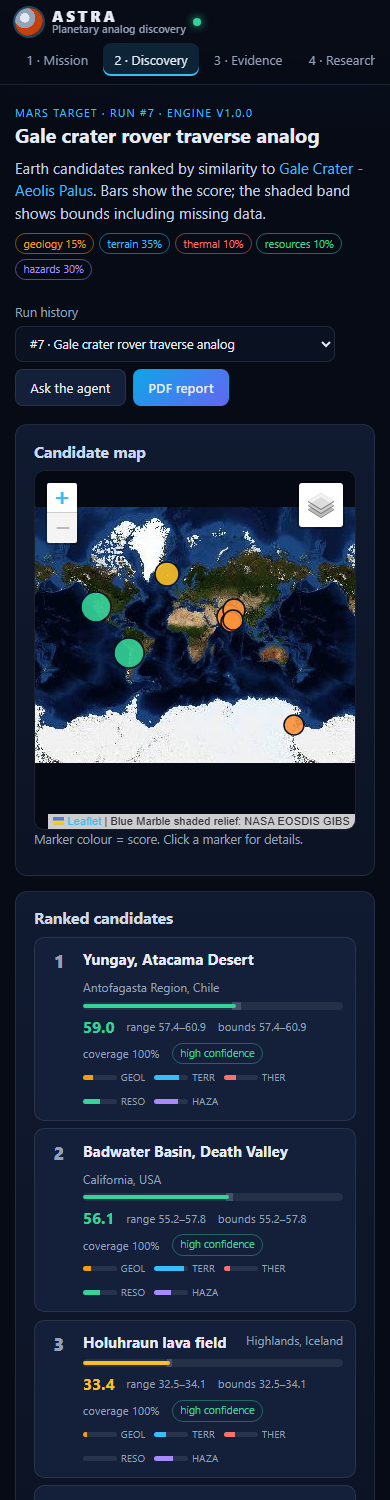 ASTRA
Planetary analog discovery
1 · Mission
2 · Discovery
3 · Evidence
4 · Research
MARS TARGET · RUN #7 · ENGINE V1.0.0
Gale crater rover traverse analog
Earth candidates ranked by similarity to Gale Crater -
Aeolis Palus. Bars show the score; the shaded band
shows bounds including missing data.
geology 15%
terrain 35%
thermal 10%
resources 10%
hazards 30%
Run history
#7 · Gale crater rover traverse analog
Ask the agent
PDF report
Candidate map
+
−
Leaflet | Blue Marble shaded relief: NASA EOSDIS GIBS
Marker colour = score. Click a marker for details.
Ranked candidates
1
Yungay, Atacama Desert
Antofagasta Region, Chile
59.0 range 57.4–60.9 bounds 57.4–60.9
coverage 100% high confidence
GEOL TERR THER
RESO HAZA
2
Badwater Basin, Death Valley
California, USA
56.1 range 55.2–57.8 bounds 55.2–57.8
coverage 100% high confidence
GEOL TERR THER
RESO HAZA
3
Holuhraun lava field Highlands, Iceland
33.4 range 32.5–34.1 bounds 32.5–34.1
coverage 100% high confidence
GEOL TERR THER
RESO HAZA